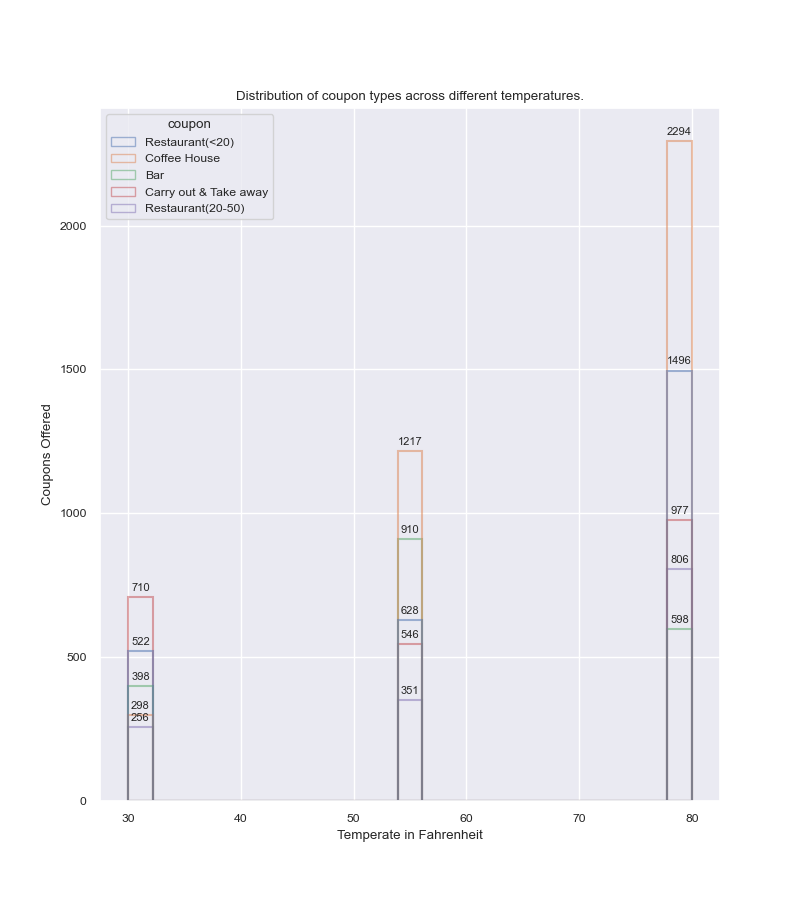 Distribution of coupon types across different temperatures.
coupon
Restaurant(<20)
Coffee House
Bar
Carry out & Take away
Restaurant(20-50)
2294
2000
1500
1496
1217
1000
977
910
806
710
628
598
546
522
500
398
351
298
256
0
30 40 50 60 70 80
Temperate in Fahrenheit
Coupons Offered